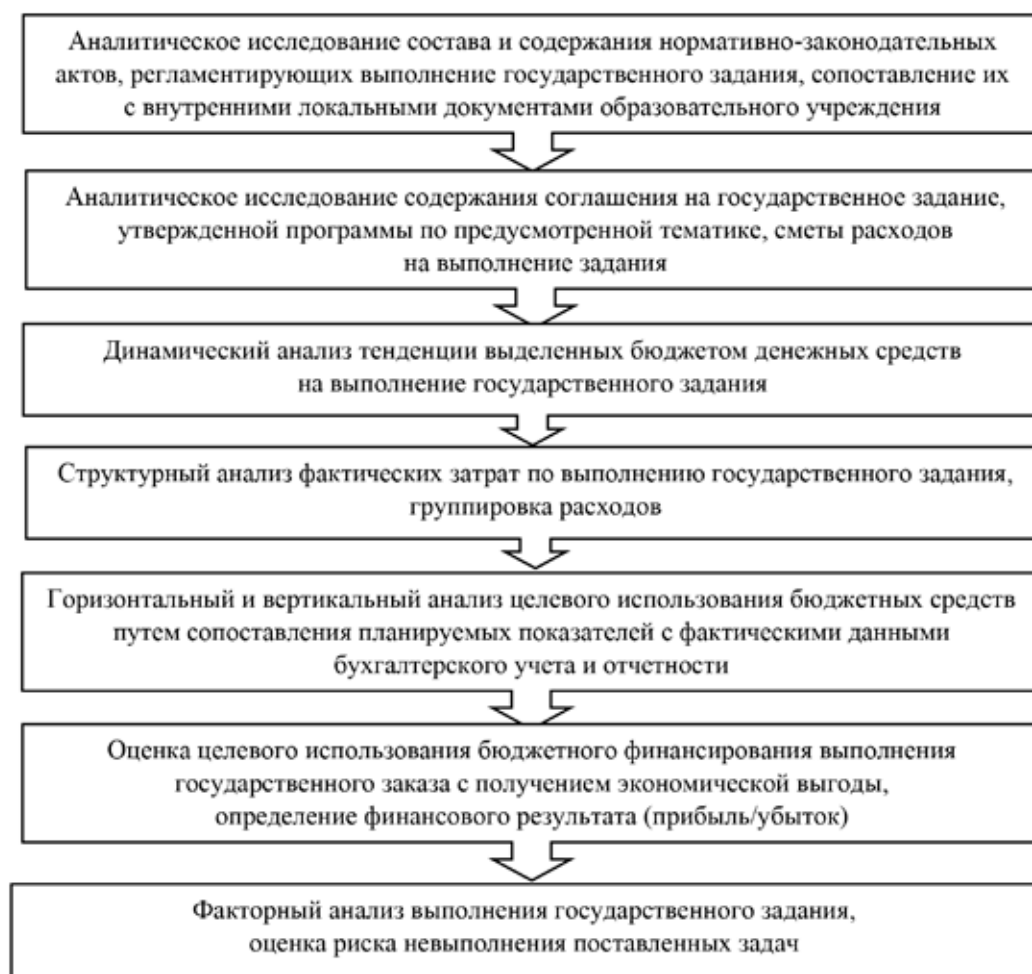 Аналитическое исследование состава и содержания нормативно-законодательных
актов, регламентирующих выполнение государственного задания, сопоставление их
с внутренними локальными документами образовательного учреждения
Аналитическое исследование содержания соглашения на государственное задание,
утвержденной программы по предусмотренной тематике, сметы расходов
на выполнение задания
Динамический анализ тенденции выделенных бюджетом денежных средств
на выполнение государственного задания
Структурный анализ фактических затрат по выполнению государственного задания,
группировка расходов
Горизонтальный и вертикальный анализ целевого использования бюджетных средств
путем сопоставления планируемых показателей с фактическими данными
бухгалтерского учета и отчетности
Оценка целевого использования бюджетного финансирования выполнения
государственного заказа с получением экономической выгоды,
определение финансового результата (прибыль/убыток)
Факторный анализ выполнения государственного задания,
оценка риска невыполнения поставленных задач